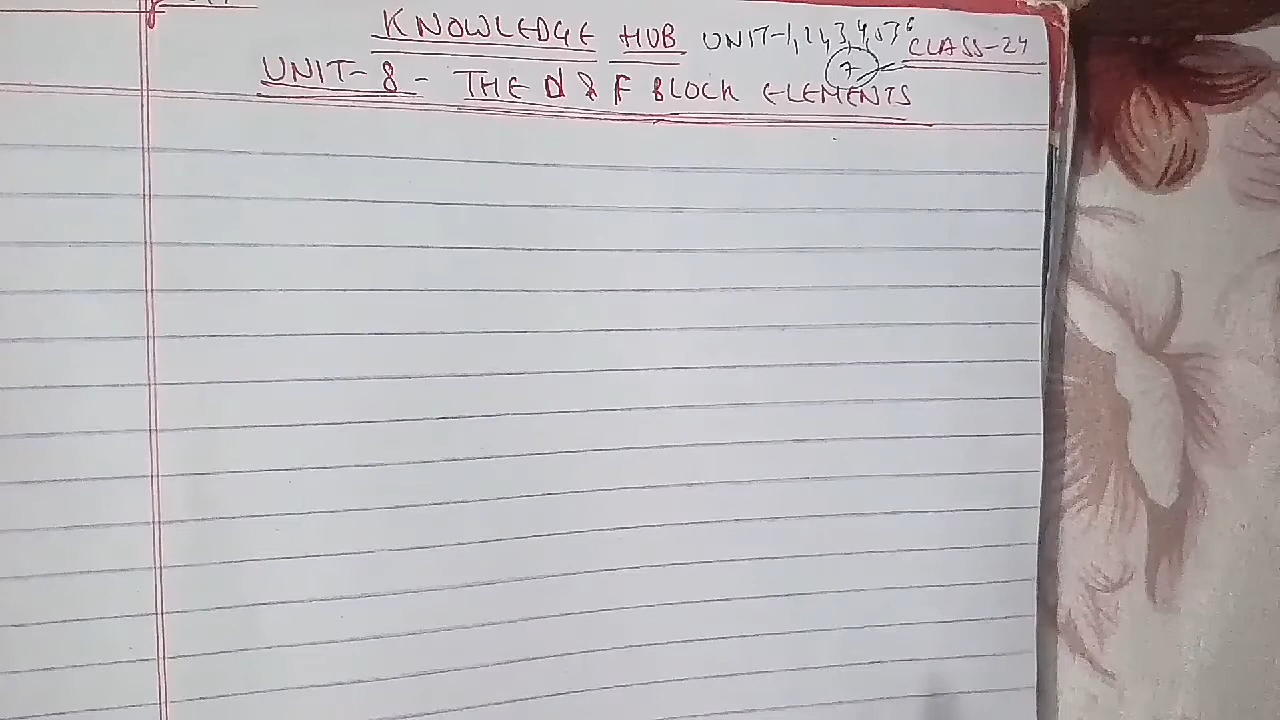 KNOWLEDGE HUB UNIT-1, 2, 3, 4, 5, 6 CLASS-24
7
UNIT-8 - THE d & F BLOCK ELEMENTS